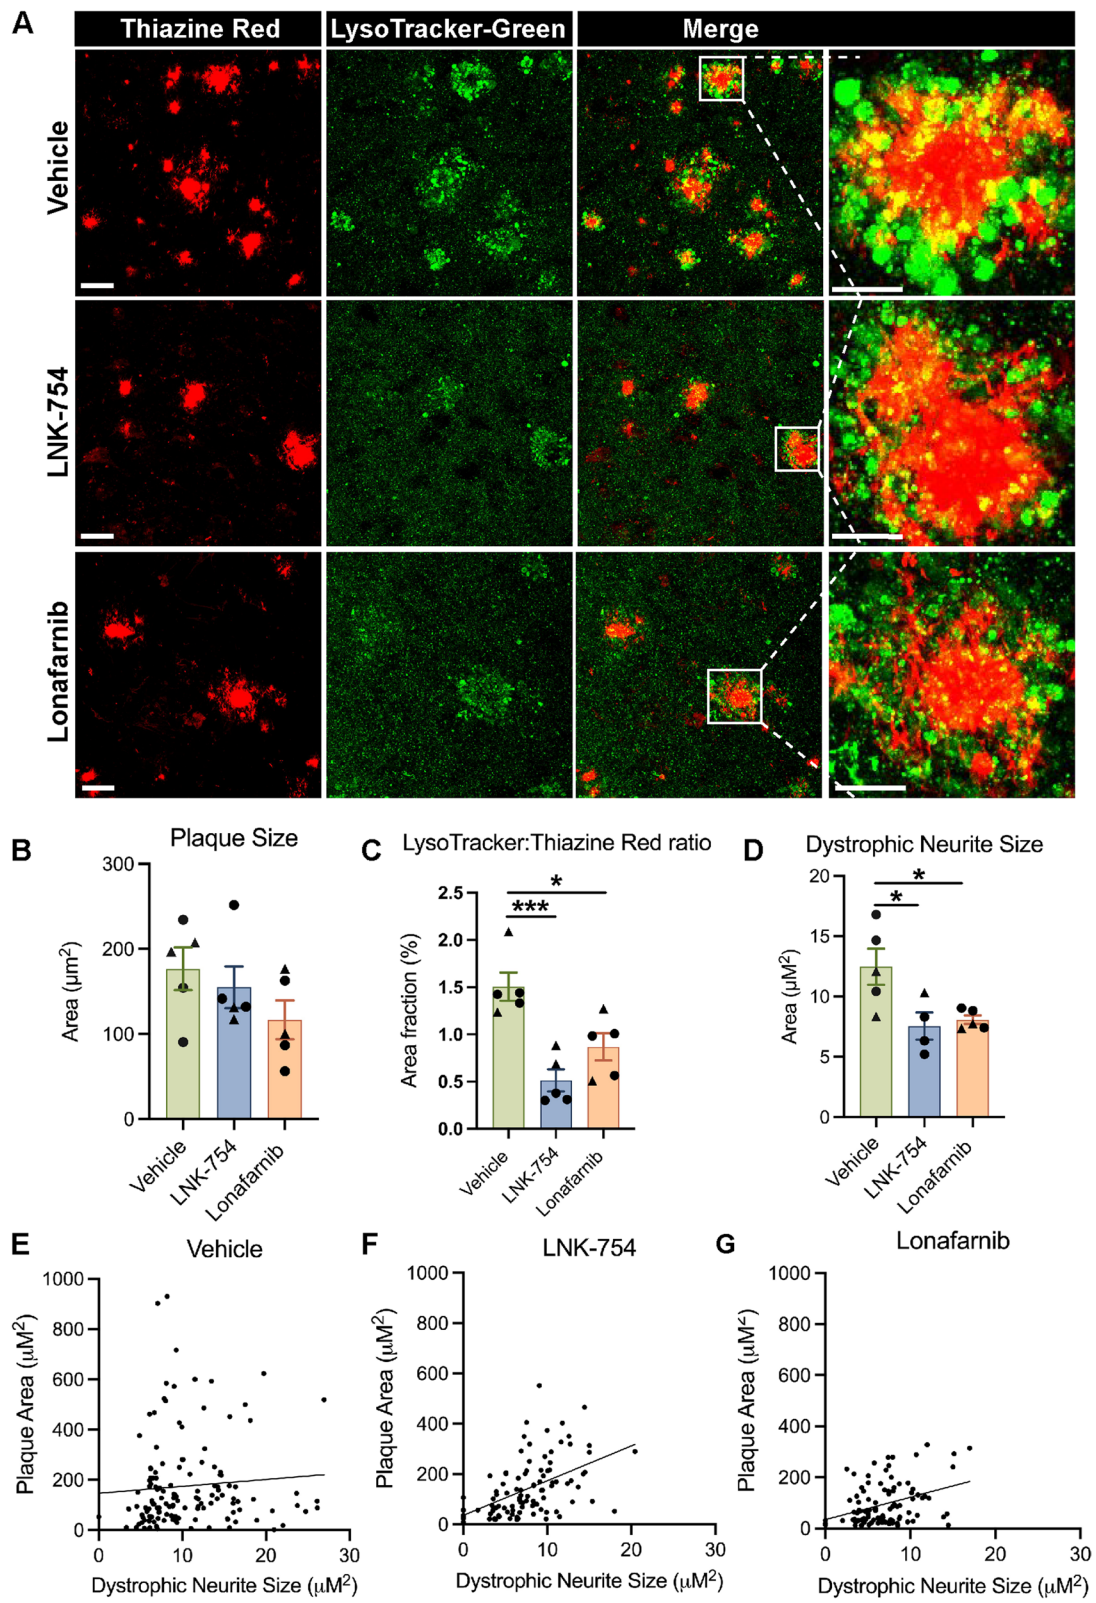 A
Thiazine Red
LysoTracker-Green
Merge
Vehicle
LNK-754
Lonafarnib
B
Plaque Size
300
200
100
0
Area (μm²)
Vehicle
LNK-754
Lonafarnib
C
LysoTracker:Thiazine Red ratio
2.5
2.0
1.5
1.0
0.5
0.0
Area fraction (%)
*
***
Vehicle
LNK-754
Lonafarnib
D
Dystrophic Neurite Size
20
15
10
5
0
Area (μM²)
*
*
Vehicle
LNK-754
Lonafarnib
E
Vehicle
1000
800
600
400
200
0
Plaque Area (μM²)
0 10 20 30
Dystrophic Neurite Size (μM²)
F
LNK-754
1000
800
600
400
200
0
Plaque Area (μM²)
0 10 20 30
Dystrophic Neurite Size (μM²)
G
Lonafarnib
1000
800
600
400
200
0
Plaque Area (μM²)
0 10 20 30
Dystrophic Neurite Size (μM²)